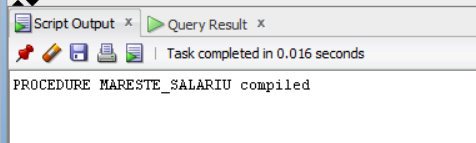 Script Output x Query Result x
Task completed in 0.016 seconds
PROCEDURE MARESTE_SALARIU compiled